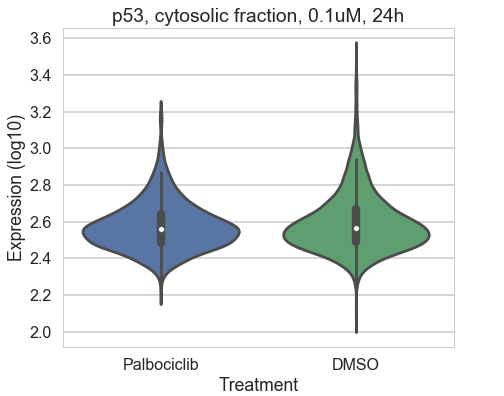 p53, cytosolic fraction, 0.1uM, 24h
Expression (log10)
3.6
3.4
3.2
3.0
2.8
2.6
2.4
2.2
2.0
Palbociclib DMSO
Treatment